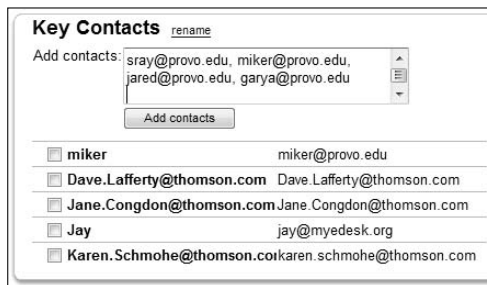 Key Contacts rename
Add contacts: sray@provo.edu, miker@provo.edu,
jared@provo.edu, garya@provo.edu
Add contacts
miker miker@provo.edu
Dave.Lafferty@thomson.com Dave.Lafferty@thomson.com
Jane.Congdon@thomson.com Jane.Congdon@thomson.com
Jay jay@myedesk.org
Karen.Schmohe@thomson.co karen.schmohe@thomson.com